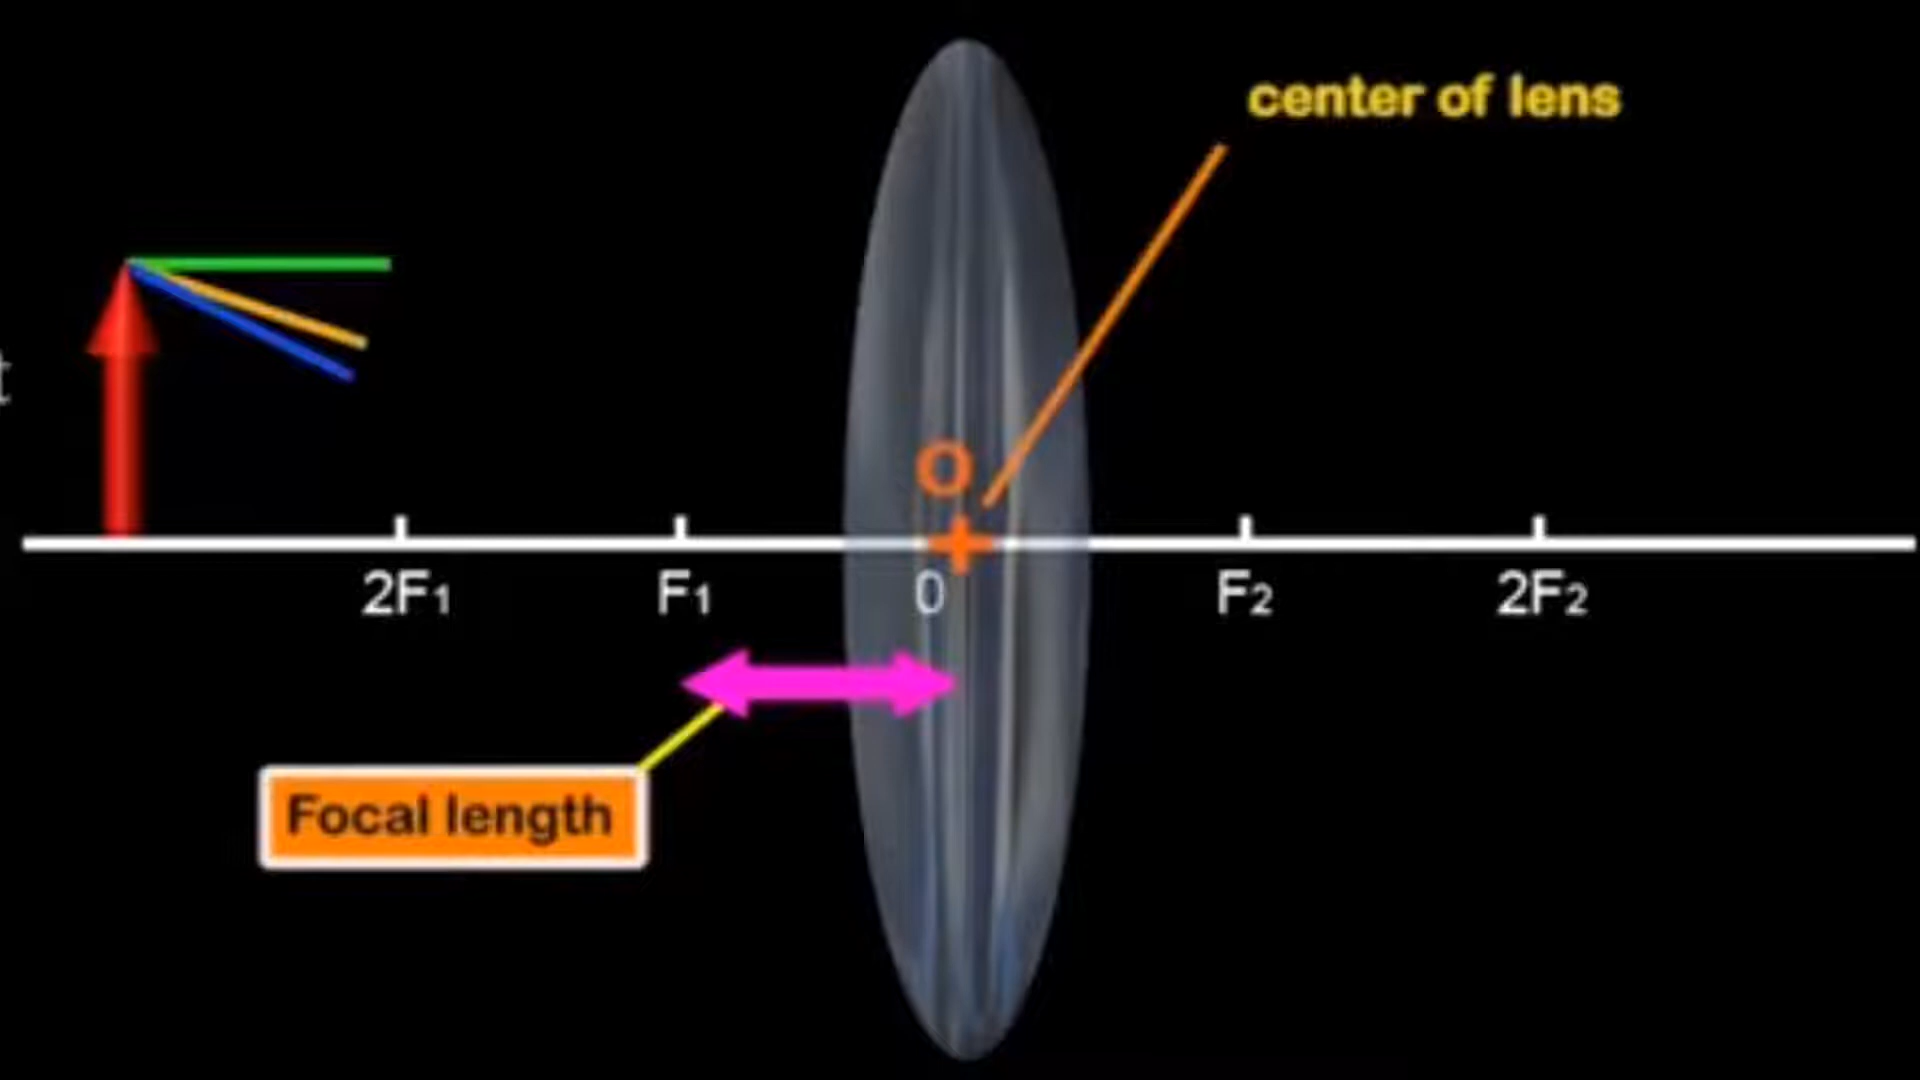 center of lens
t
O
2F₁ F₁ 0 F₂ 2F₂
Focal length